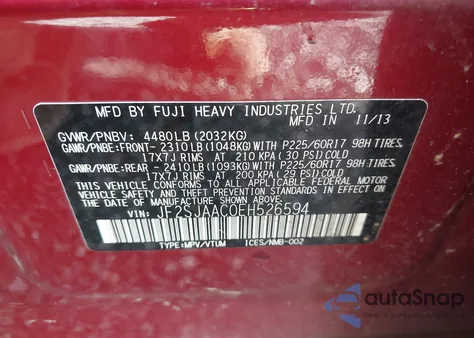 MFD BY FUJI HEAVY INDUSTRIES LTD.
MFD. IN 11/13
GVWR/PNBV: 4480LB (2032KG)
GAWR/PNBE: FRONT- 2310LB (1048KG) WITH P225/60R17 98H TIRES,
17X7J RIMS AT 210 KPA (30 PSI) COLD
GAWR/PNBE: REAR - 2410LB (1093KG) WITH P225/60R17 98H TIRES,
17X7J RIMS AT 200 KPA (29 PSI) COLD
THIS VEHICLE CONFORMS TO ALL APPLICABLE FEDERAL MOTOR
VEHICLE SAFETY AND BUMPER STANDARDS IN EFFECT ON
THE DATE OF MANUFACTURE SHOWN ABOVE.
VIN: JF2SJAAC0EH526594
TYPE: MPV/VTUM ICES/NMB-002
autoSnap